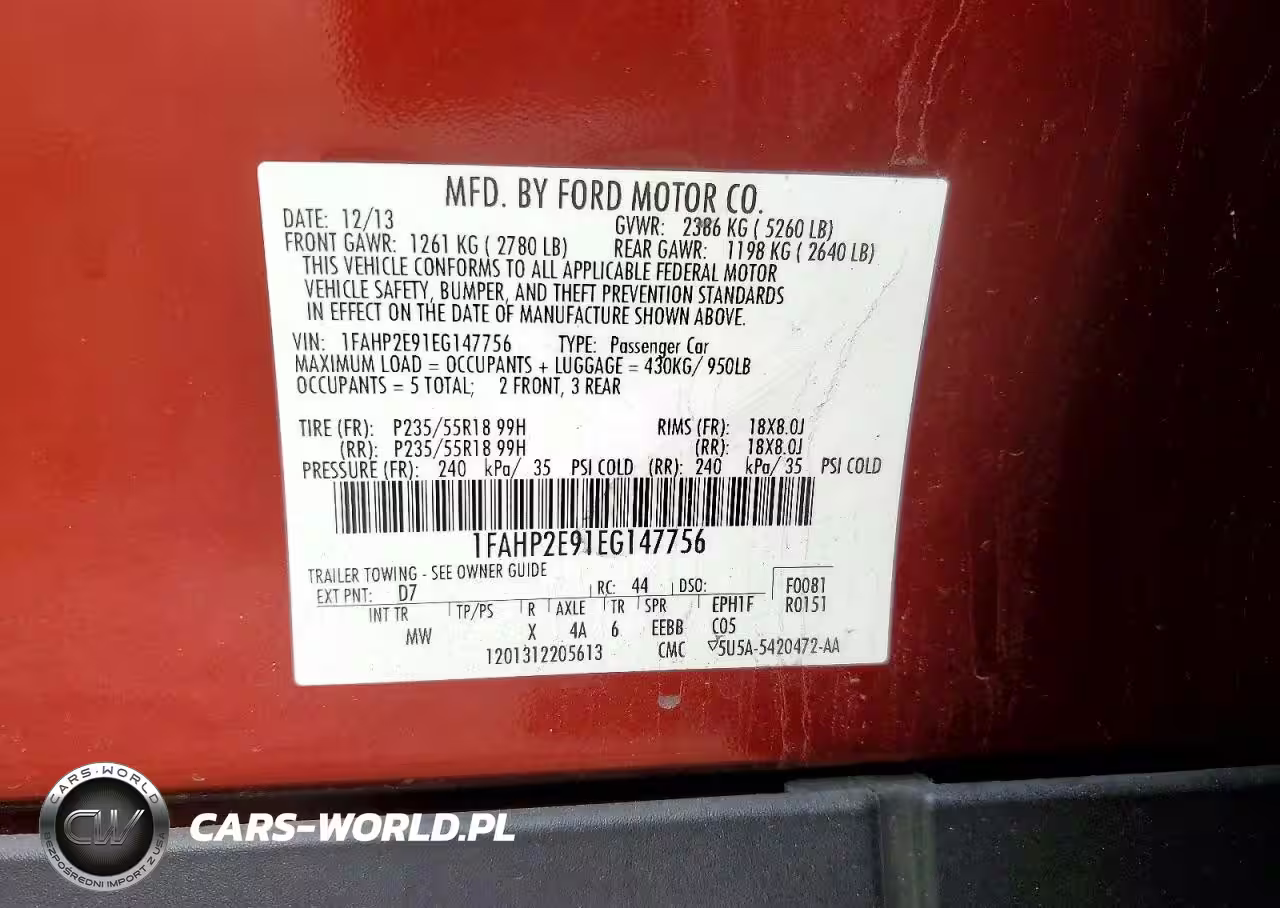 MFD. BY FORD MOTOR CO.
DATE: 12/13 GVWR: 2386 KG ( 5260 LB)
FRONT GAWR: 1261 KG ( 2780 LB) REAR GAWR: 1198 KG ( 2640 LB)
THIS VEHICLE CONFORMS TO ALL APPLICABLE FEDERAL MOTOR
VEHICLE SAFETY, BUMPER, AND THEFT PREVENTION STANDARDS
IN EFFECT ON THE DATE OF MANUFACTURE SHOWN ABOVE.
VIN: 1FAHP2E91EG147756 TYPE: Passenger Car
MAXIMUM LOAD = OCCUPANTS + LUGGAGE = 430KG/ 950LB
OCCUPANTS = 5 TOTAL; 2 FRONT, 3 REAR
TIRE (FR): P235/55R18 99H RIMS (FR): 18X8.0J
(RR): P235/55R18 99H (RR): 18X8.0J
PRESSURE (FR): 240 kPa/ 35 PSI COLD (RR): 240 kPa/ 35 PSI COLD
1FAHP2E91EG147756
TRAILER TOWING - SEE OWNER GUIDE
EXT PNT: D7 RC: 44 DSO: F0081
INT TR TP/PS R AXLE TR SPR EPH1F R0151
MW X 4A 6 EEBB C05
1201312205613 CMC ▽5U5A-5420472-AA
CARS-WORLD
CW
BEZPOŚREDNI IMPORT Z USA
CARS-WORLD.PL